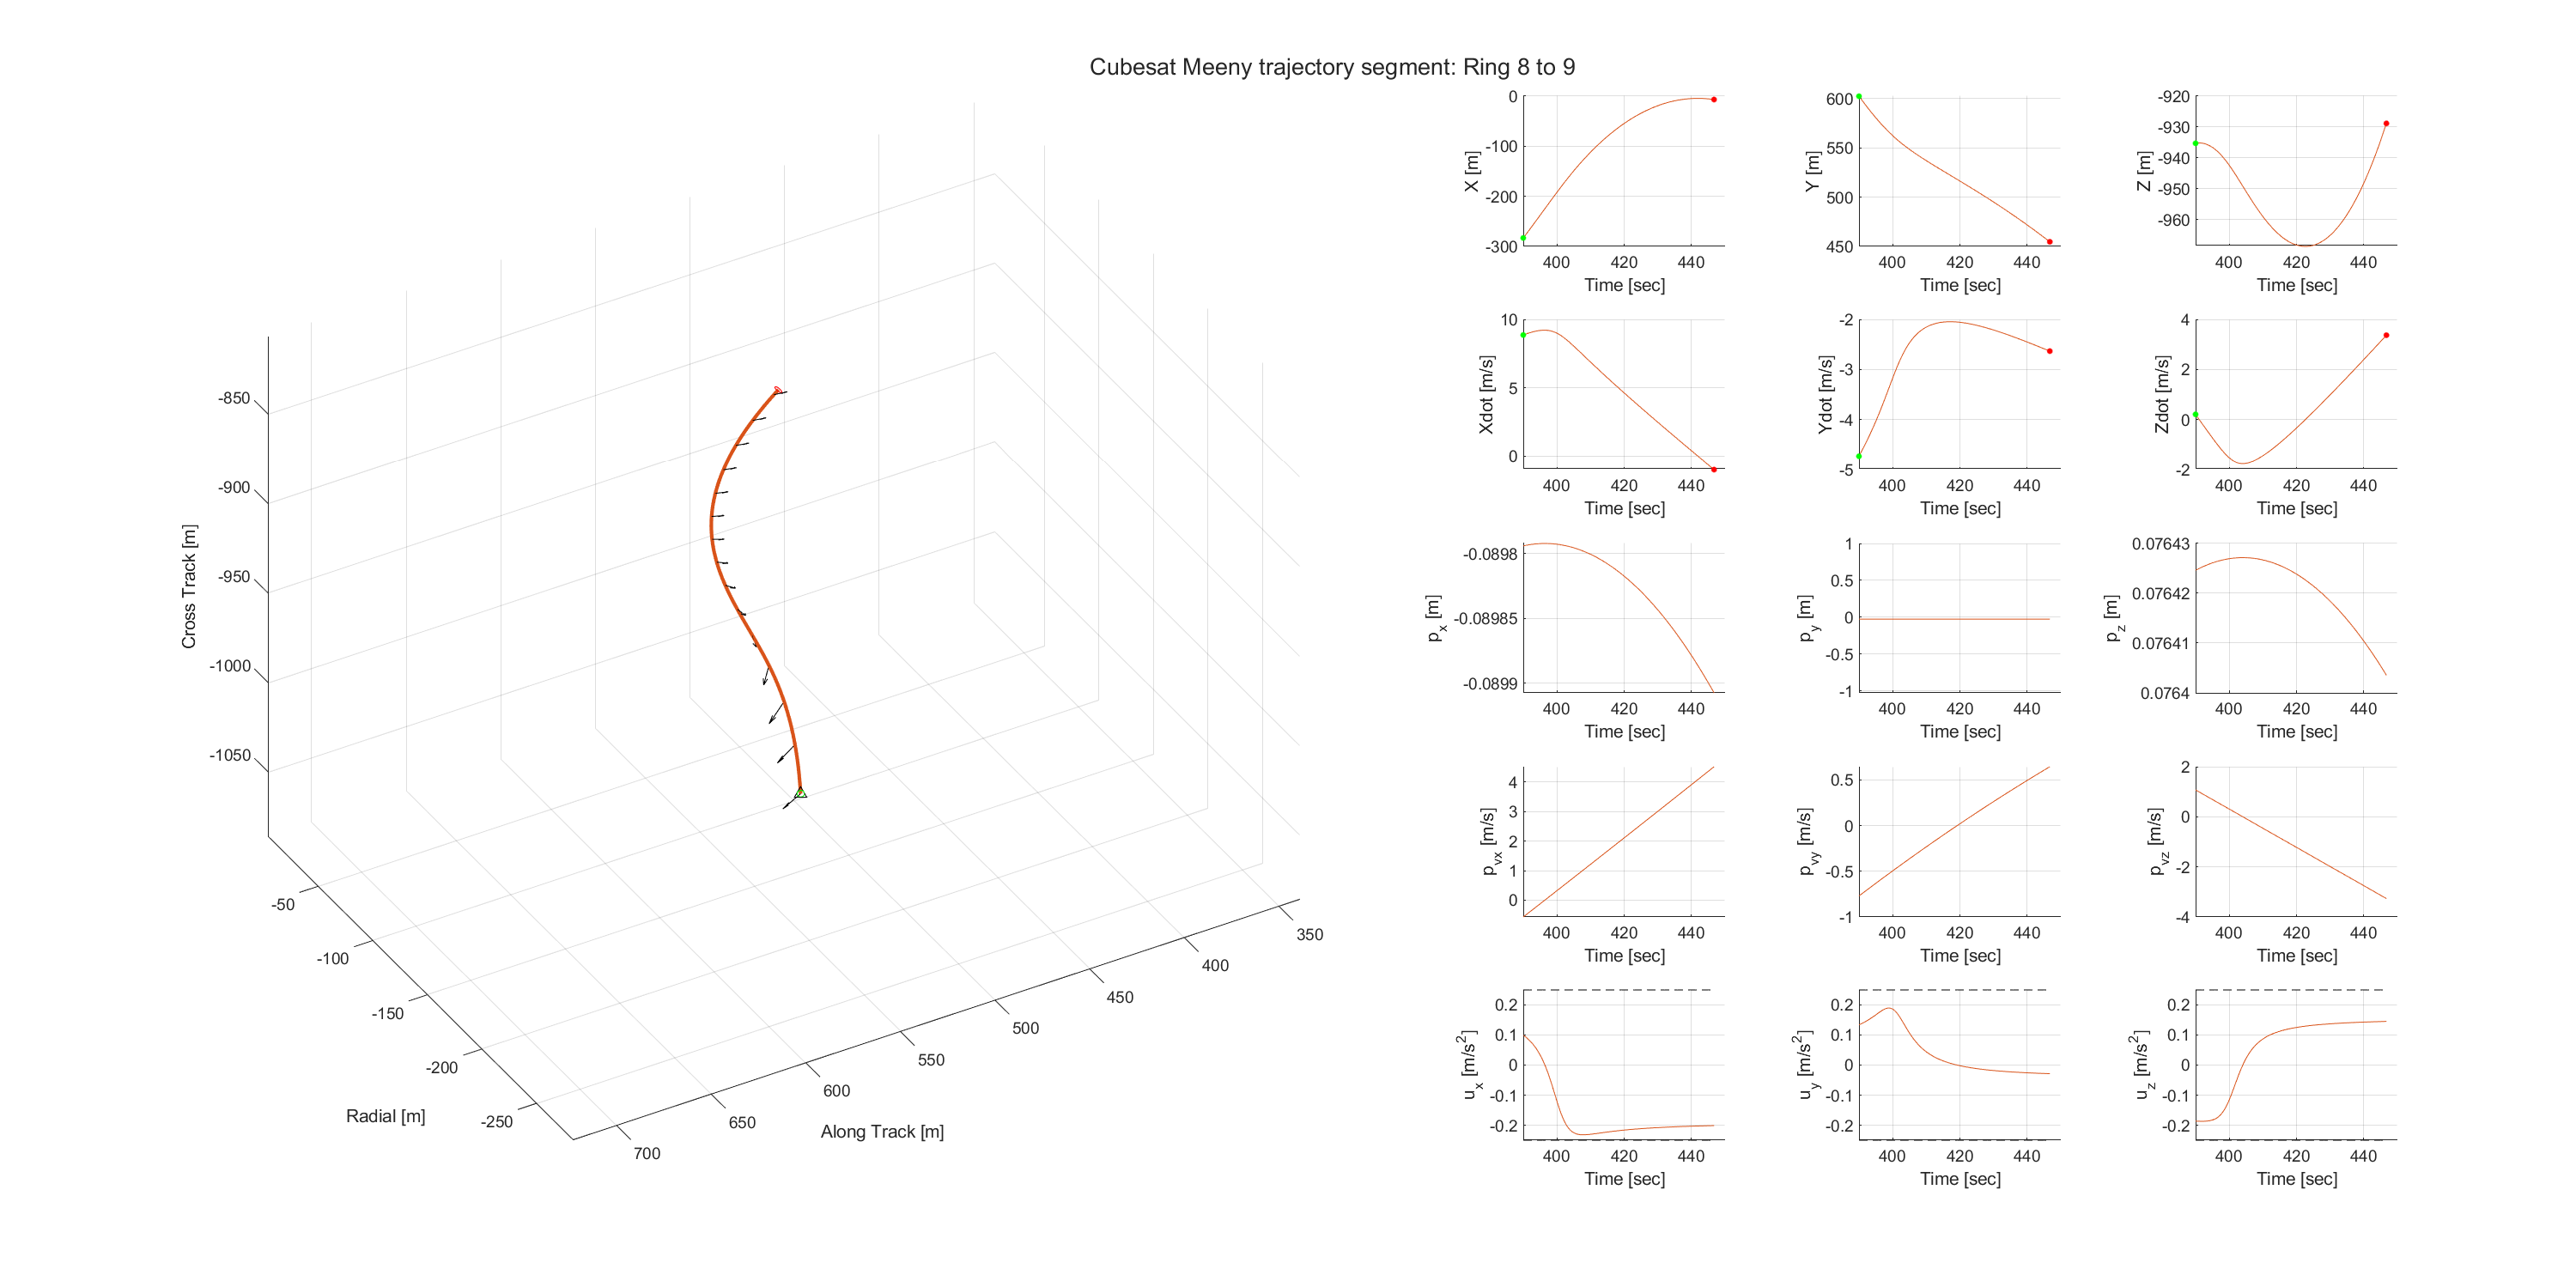 Cubesat Meeny trajectory segment: Ring 8 to 9
Cross Track [m]
-850
-900
-950
-1000
-1050
Radial [m]
-50
-100
-150
-200
-250
Along Track [m]
700
650
600
550
500
450
400
350
X [m]
0
-100
-200
-300
400 420 440
Time [sec]
Y [m]
600
550
500
450
400 420 440
Time [sec]
Z [m]
-920
-930
-940
-950
-960
400 420 440
Time [sec]
Xdot [m/s]
10
5
0
400 420 440
Time [sec]
Ydot [m/s]
-2
-3
-4
-5
400 420 440
Time [sec]
Zdot [m/s]
4
2
0
-2
400 420 440
Time [sec]
p_x [m]
-0.0898
-0.08985
-0.0899
400 420 440
Time [sec]
p_y [m]
1
0.5
0
-0.5
-1
400 420 440
Time [sec]
p_z [m]
0.07643
0.07642
0.07641
0.0764
400 420 440
Time [sec]
p_vx [m/s]
4
3
2
1
0
400 420 440
Time [sec]
p_vy [m/s]
0.5
0
-0.5
-1
400 420 440
Time [sec]
p_vz [m/s]
2
0
-2
-4
400 420 440
Time [sec]
u_x [m/s²]
0.2
0.1
0
-0.1
-0.2
400 420 440
Time [sec]
u_y [m/s²]
0.2
0.1
0
-0.1
-0.2
400 420 440
Time [sec]
u_z [m/s²]
0.2
0.1
0
-0.1
-0.2
400 420 440
Time [sec]